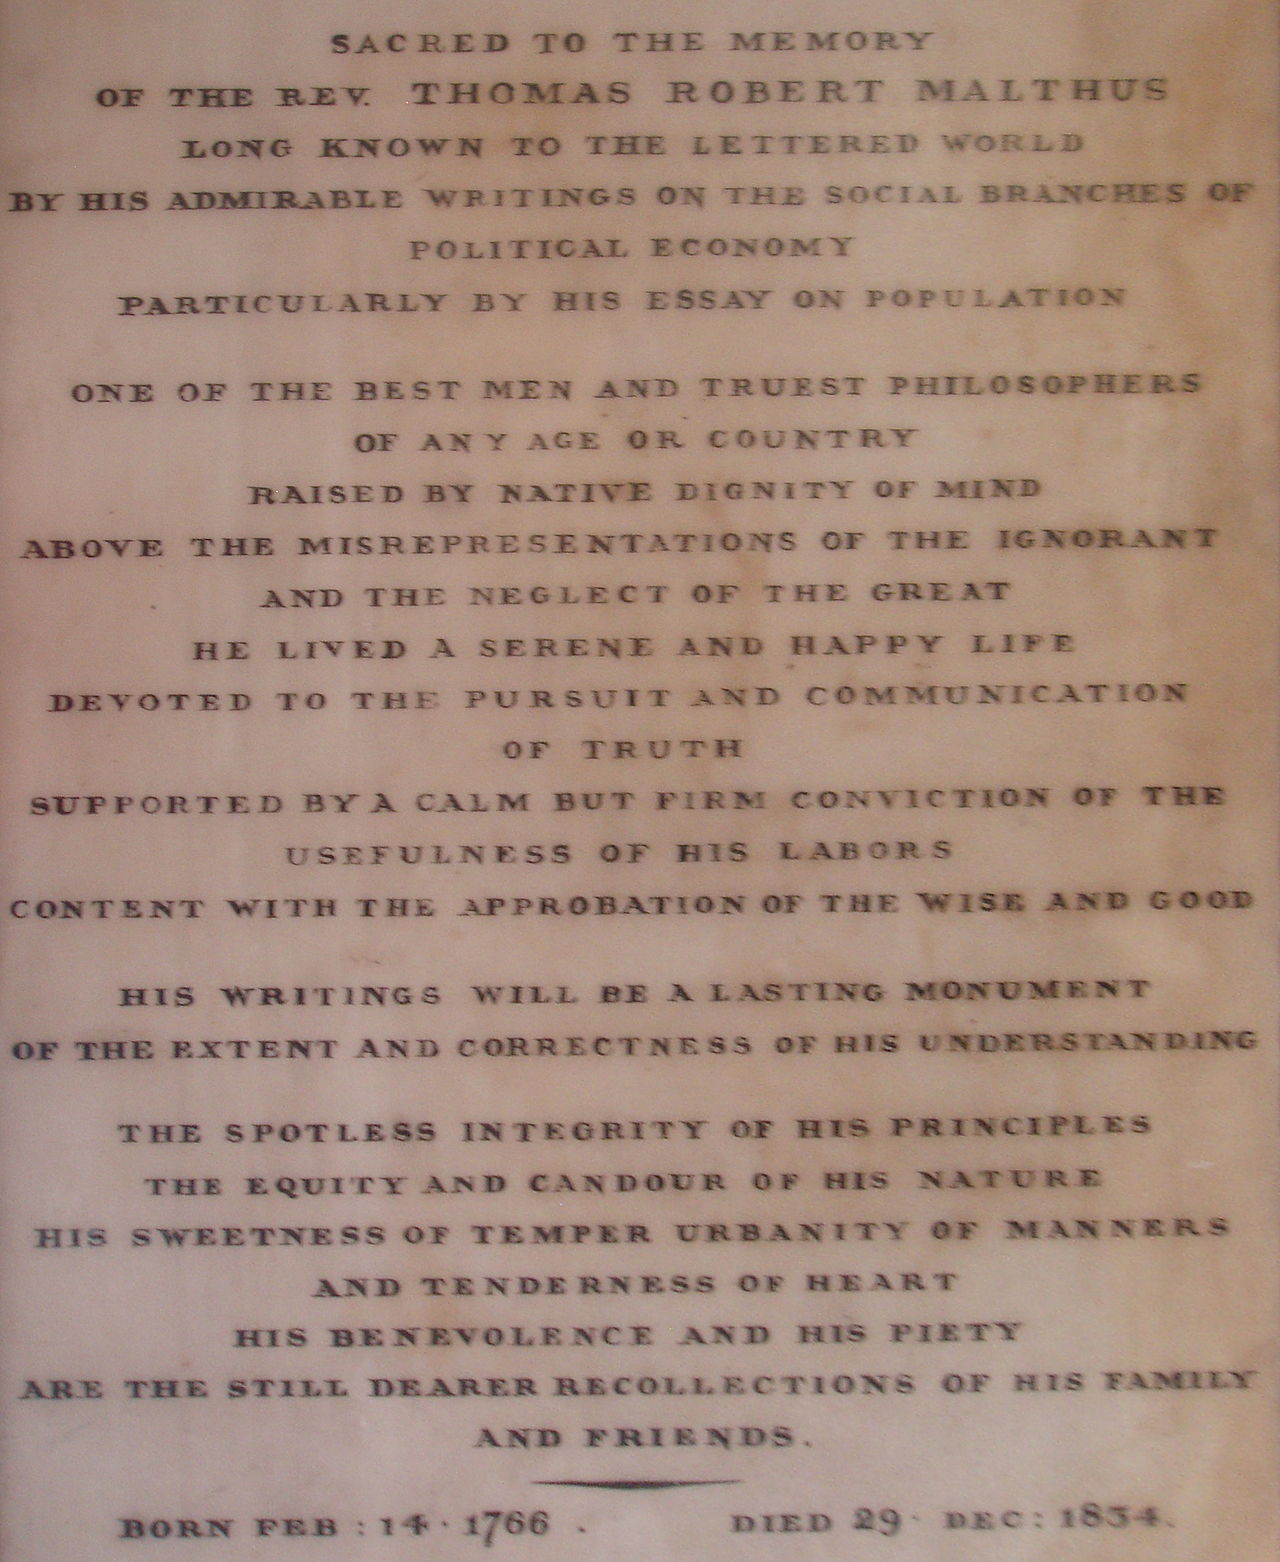 SACRED TO THE MEMORY
OF THE REV. THOMAS ROBERT MALTHUS
LONG KNOWN TO THE LETTERED WORLD
BY HIS ADMIRABLE WRITINGS ON THE SOCIAL BRANCHES OF
POLITICAL ECONOMY
PARTICULARLY BY HIS ESSAY ON POPULATION
ONE OF THE BEST MEN AND TRUEST PHILOSOPHERS
OF ANY AGE OR COUNTRY
RAISED BY NATIVE DIGNITY OF MIND
ABOVE THE MISREPRESENTATIONS OF THE IGNORANT
AND THE NEGLECT OF THE GREAT
HE LIVED A SERENE AND HAPPY LIFE
DEVOTED TO THE PURSUIT AND COMMUNICATION
OF TRUTH
SUPPORTED BY A CALM BUT FIRM CONVICTION OF THE
USEFULNESS OF HIS LABORS
CONTENT WITH THE APPROBATION OF THE WISE AND GOOD
HIS WRITINGS WILL BE A LASTING MONUMENT
OF THE EXTENT AND CORRECTNESS OF HIS UNDERSTANDING
THE SPOTLESS INTEGRITY OF HIS PRINCIPLES
THE EQUITY AND CANDOUR OF HIS NATURE
HIS SWEETNESS OF TEMPER URBANITY OF MANNERS
AND TENDERNESS OF HEART
HIS BENEVOLENCE AND HIS PIETY
ARE THE STILL DEARER RECOLLECTIONS OF HIS FAMILY
AND FRIENDS.
BORN FEB : 14 · 1766 . DIED 29 · DEC : 1834.